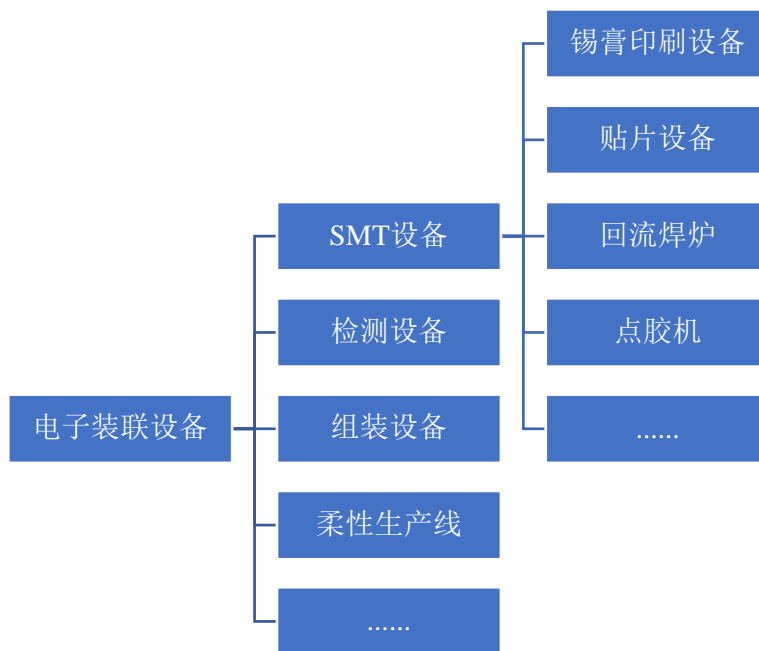 电子装联设备
SMT设备
检测设备
组装设备
柔性生产线
......
锡膏印刷设备
贴片设备
回流焊炉
点胶机
......